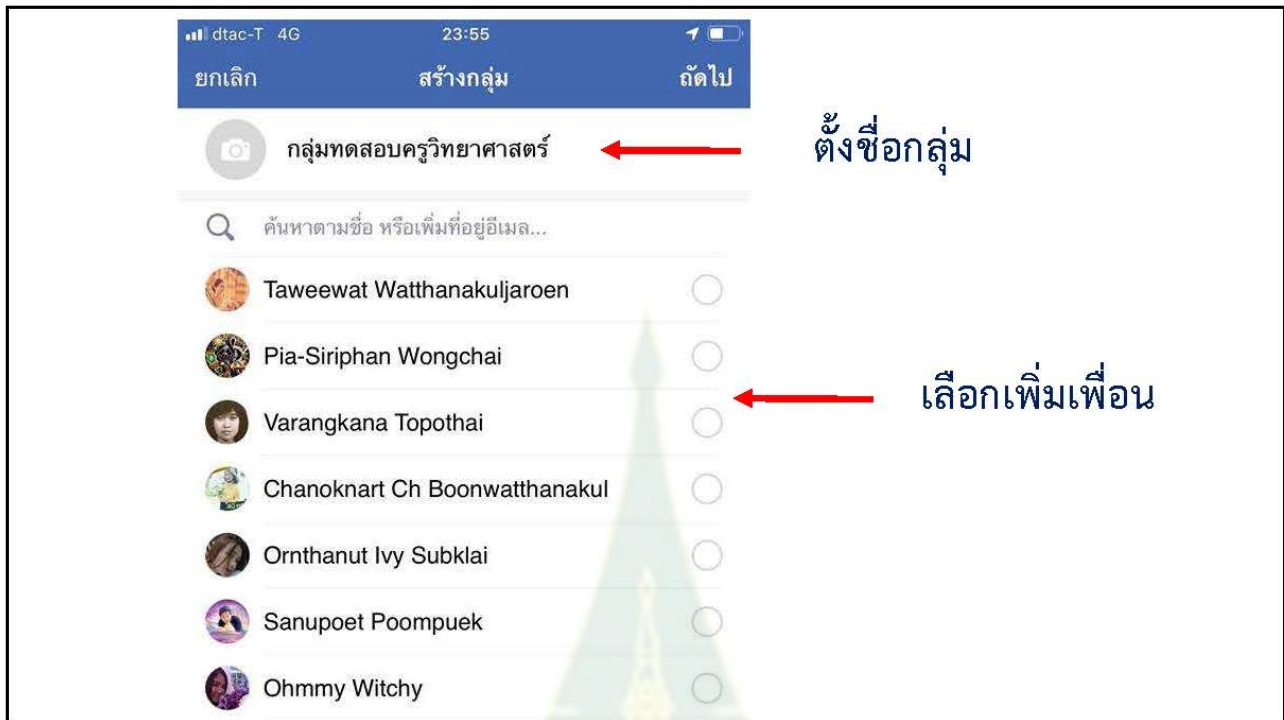 dtac-T 4G 23:55
ยกเลิก สร้างกลุ่ม ถัดไป
กลุ่มทดสอบครูวิทยาศาสตร์ ตั้งชื่อกลุ่ม
ค้นหาตามชื่อ หรือเพิ่มที่อยู่อีเมล...
Taweewat Watthanakuljaroen
Pia-Siriphan Wongchai
เลือกเพิ่มเพื่อน
Varangkana Topothai
Chanoknart Ch Boonwatthanakul
Ornthanut Ivy Subklai
Sanupoet Poompuek
Ohmmy Witchy